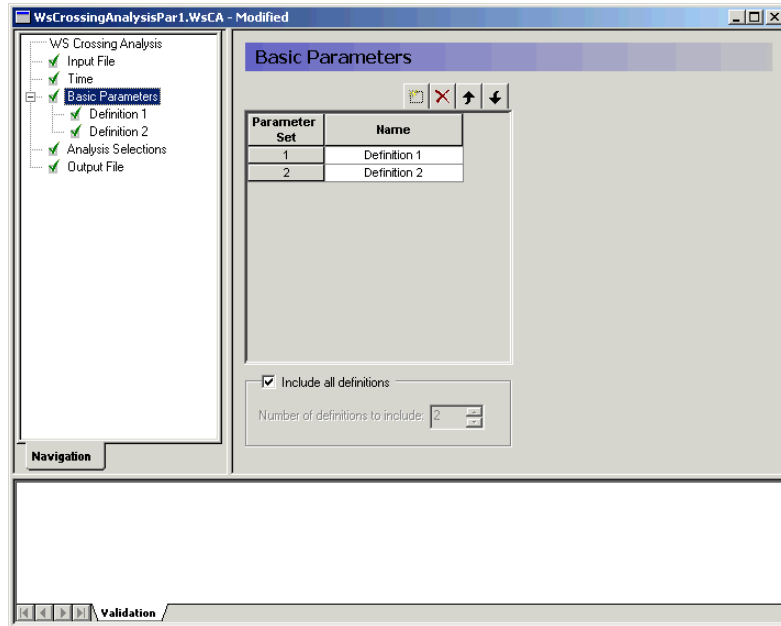 WsCrossingAnalysisPar1.WsCA - Modified
WS Crossing Analysis
Input File
Time
Basic Parameters
Definition 1
Definition 2
Analysis Selections
Output File
Navigation
Basic Parameters
Parameter Set Name
1 Definition 1
2 Definition 2
Include all definitions
Number of definitions to include: 2
Validation